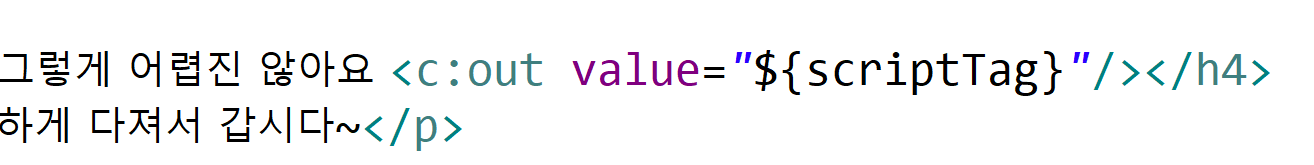 그렇게 어렵진 않아요 <c:out value="${scriptTag}"/></h4>
하게 다져서 갑시다~</p>